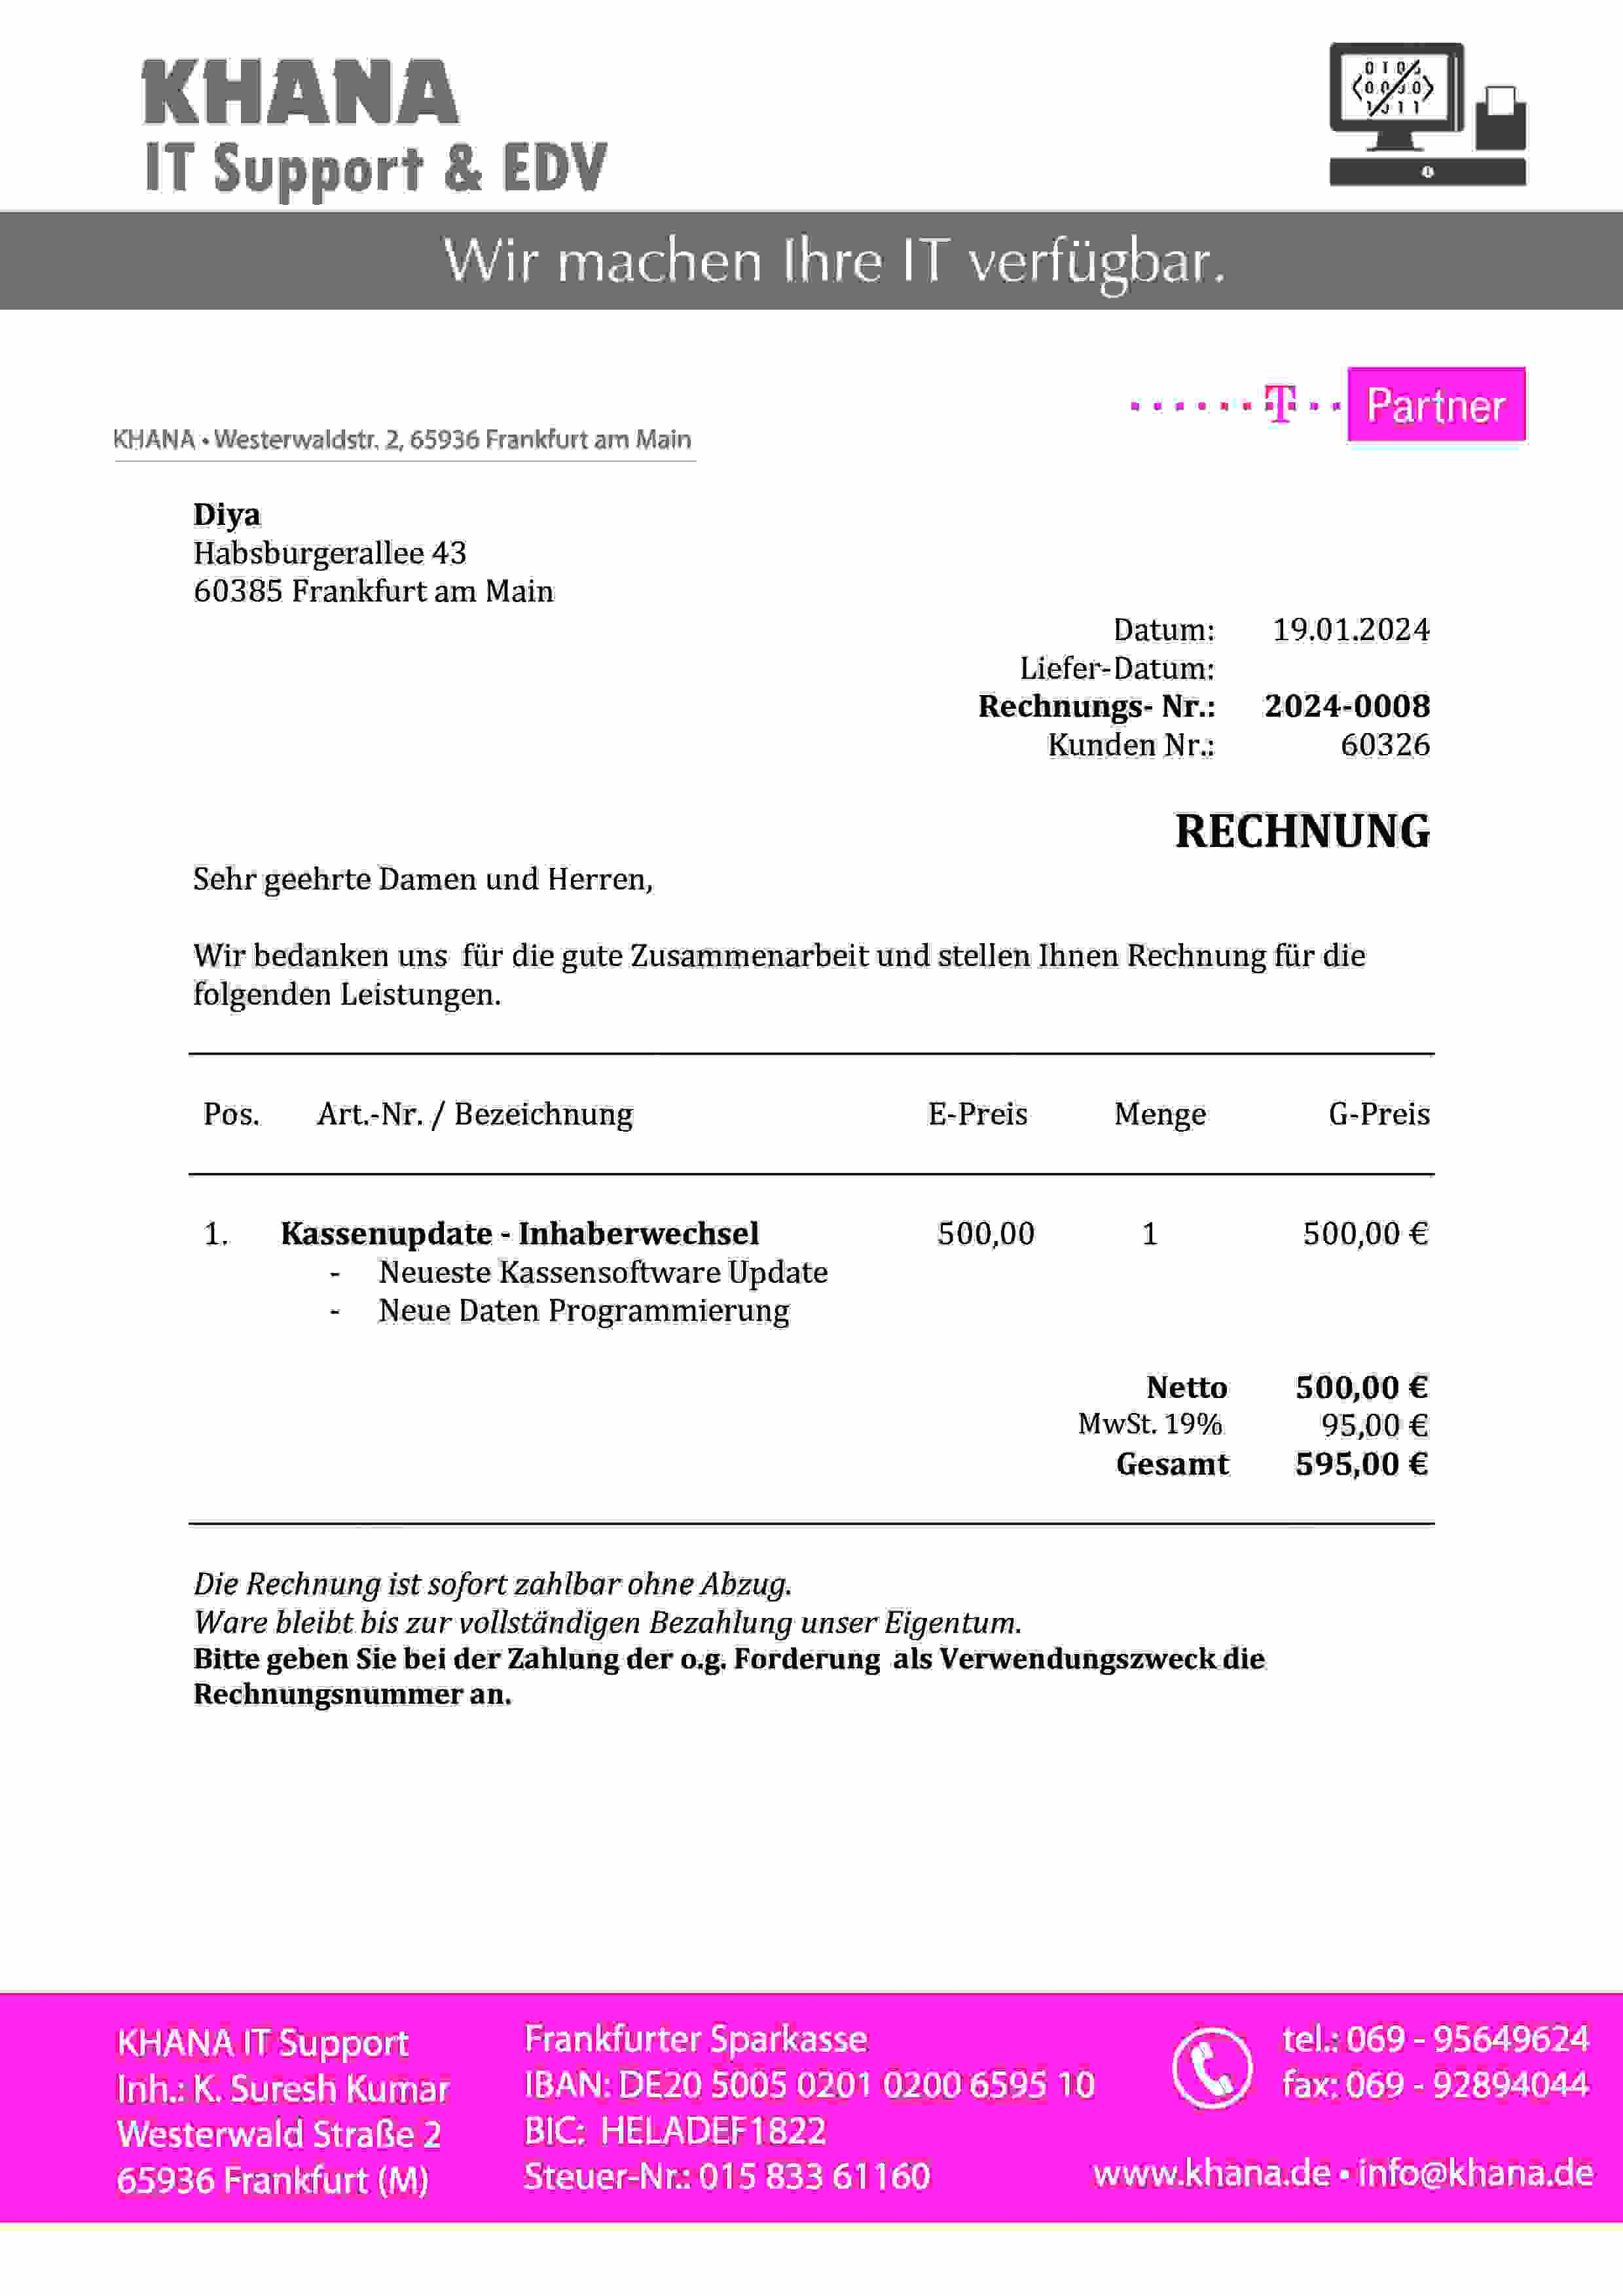 KHANA
IT Support & EDV
Wir machen Ihre IT verfügbar.
T Partner
KHANA • Westerwaldstr. 2, 65936 Frankfurt am Main
Diya
Habsburgerallee 43
60385 Frankfurt am Main
Datum: 19.01.2024
Liefer-Datum:
Rechnungs- Nr.: 2024-0008
Kunden Nr.: 60326
RECHNUNG
Sehr geehrte Damen und Herren,
Wir bedanken uns für die gute Zusammenarbeit und stellen Ihnen Rechnung für die
folgenden Leistungen.
Pos. Art.-Nr. / Bezeichnung E-Preis Menge G-Preis
1. Kassenupdate - Inhaberwechsel 500,00 1 500,00 €
- Neueste Kassensoftware Update
- Neue Daten Programmierung
Netto 500,00 €
MwSt. 19% 95,00 €
Gesamt 595,00 €
Die Rechnung ist sofort zahlbar ohne Abzug.
Ware bleibt bis zur vollständigen Bezahlung unser Eigentum.
Bitte geben Sie bei der Zahlung der o.g. Forderung als Verwendungszweck die
Rechnungsnummer an.
KHANA IT Support
Inh.: K. Suresh Kumar
Westerwald Straße 2
65936 Frankfurt (M)
Frankfurter Sparkasse
IBAN: DE20 5005 0201 0200 6595 10
BIC: HELADEF1822
Steuer-Nr.: 015 833 61160
tel.: 069 - 95649624
fax: 069 - 92894044
www.khana.de • info@khana.de